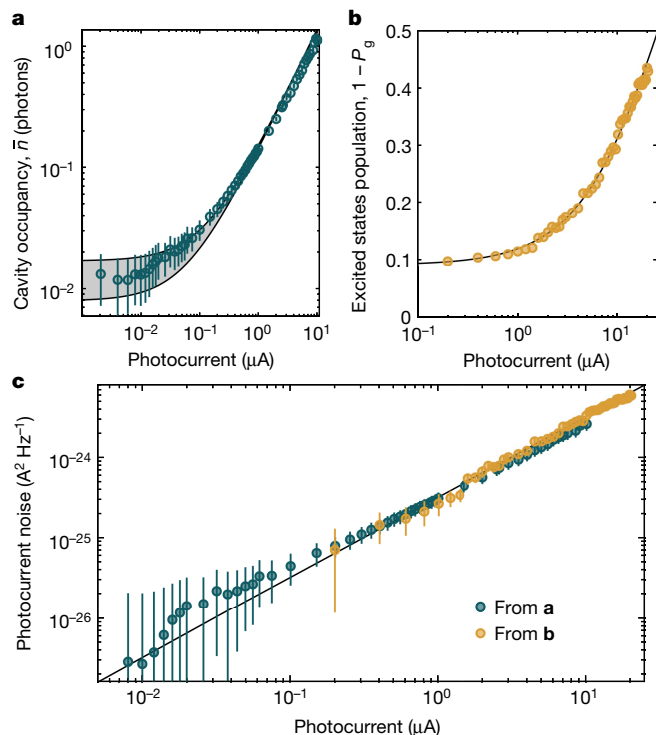 a
Cavity occupancy, n̄ (photons)
10⁰
10⁻¹
10⁻²
10⁻² 10⁻¹ 10⁰ 10¹
Photocurrent (μA)
b
Excited states population, 1 – P_g
0.5
0.4
0.3
0.2
0.1
0
10⁻¹ 10⁰ 10¹
Photocurrent (μA)
c
Photocurrent noise (A² Hz⁻¹)
10⁻²⁴
10⁻²⁵
10⁻²⁶
From a
From b
10⁻² 10⁻¹ 10⁰ 10¹
Photocurrent (μA)